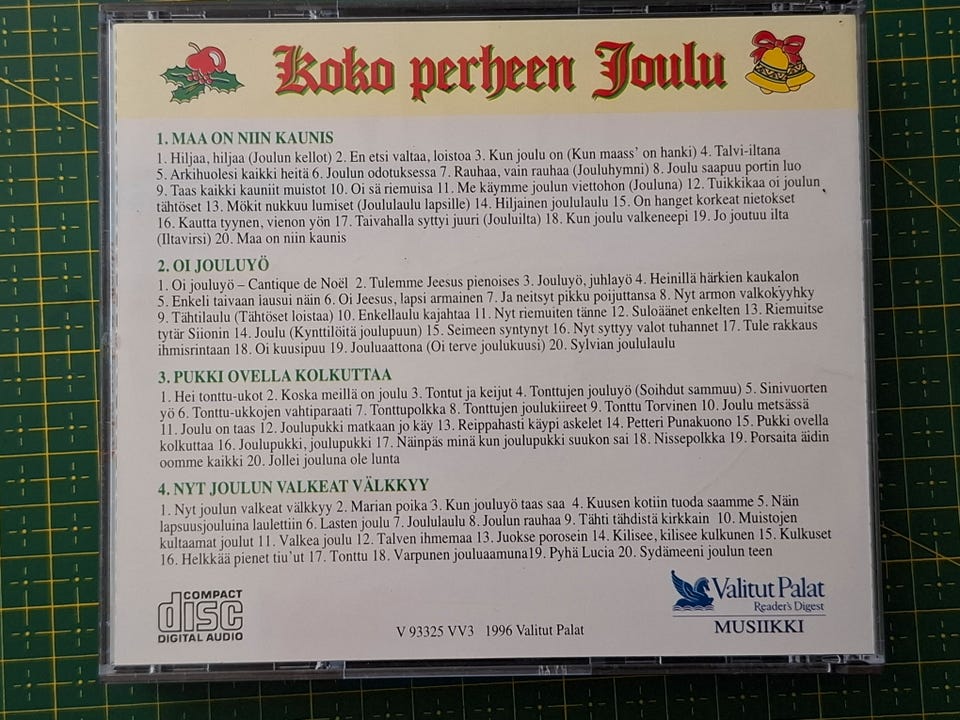 Koko perheen Joulu
1. MAA ON NIIN KAUNIS
1. Hiljaa, hiljaa (Joulun kellot) 2. En etsi valtaa, loistoa 3. Kun joulu on (Kun maass' on hanki) 4. Talvi-iltana
5. Arkihuolesi kaikki heitä 6. Joulun odotuksessa 7. Rauhaa, vain rauhaa (Jouluhymni) 8. Joulu saapuu portin luo
9. Taas kaikki kauniit muistot 10. Oi sä riemuisa 11. Me käymme joulun viettohon (Jouluna) 12. Tuikkikaa oi joulun
tähtöset 13. Mökit nukkuu lumiset (Joululaulu lapsille) 14. Hiljainen joululaulu 15. On hanget korkeat nietokset
16. Kautta tyynen, vienon yön 17. Taivahalla syttyi juuri (Jouluilta) 18. Kun joulu valkeneepi 19. Jo joutuu ilta
(Iltavirsi) 20. Maa on niin kaunis
2. OI JOULUYÖ
1. Oi jouluyö – Cantique de Noël 2. Tulemme Jeesus pienoises 3. Jouluyö, juhlayö 4. Heinillä härkien kaukalon
5. Enkeli taivaan lausui näin 6. Oi Jeesus, lapsi armainen 7. Ja neitsyt pikku poijuttansa 8. Nyt armon valkokyyhky
9. Tähtilaulu (Tähtöset loistaa) 10. Enkellaulu kajahtaa 11. Nyt riemuiten tänne 12. Suloäänet enkelten 13. Riemuitse
tytär Siionin 14. Joulu (Kynttilöitä joulupuun) 15. Seimeen syntynyt 16. Nyt syttyy valot tuhannet 17. Tule rakkaus
ihmisrintaan 18. Oi kuusipuu 19. Jouluaattona (Oi terve joulukuusi) 20. Sylvian joululaulu
3. PUKKI OVELLA KOLKUTTAA
1. Hei tonttu-ukot 2. Koska meillä on joulu 3. Tontut ja keijut 4. Tonttujen jouluyö (Soihdut sammuu) 5. Sinivuorten
yö 6. Tonttu-ukkojen vahtiparaati 7. Tonttupolkka 8. Tonttujen joulukiireet 9. Tonttu Torvinen 10. Joulu metsässä
11. Joulu on taas 12. Joulupukki matkaan jo käy 13. Reippahasti käypi askelet 14. Petteri Punakuono 15. Pukki ovella
kolkuttaa 16. Joulupukki, joulupukki 17. Näinpäs minä kun joulupukki suukon sai 18. Nissepolkka 19. Porsaita äidin
oomme kaikki 20. Jollei jouluna ole lunta
4. NYT JOULUN VALKEAT VÄLKKYY
1. Nyt joulun valkeat välkkyy 2. Marian poika 3. Kun jouluyö taas saa 4. Kuusen kotiin tuoda saamme 5. Näin
lapsuusjouluina laulettiin 6. Lasten joulu 7. Joululaulu 8. Joulun rauhaa 9. Tähti tähdistä kirkkain 10. Muistojen
kultaamat joulut 11. Valkea joulu 12. Talven ihmemaa 13. Juokse porosein 14. Kilisee, kilisee kulkunen 15. Kulkuset
16. Helkkää pienet tiu'ut 17. Tonttu 18. Varpunen jouluaamuna19. Pyhä Lucia 20. Sydämeeni joulun teen
COMPACT
disc
DIGITAL AUDIO
V 93325 VV3 1996 Valitut Palat
Valitut Palat
Reader's Digest
MUSIIKKI